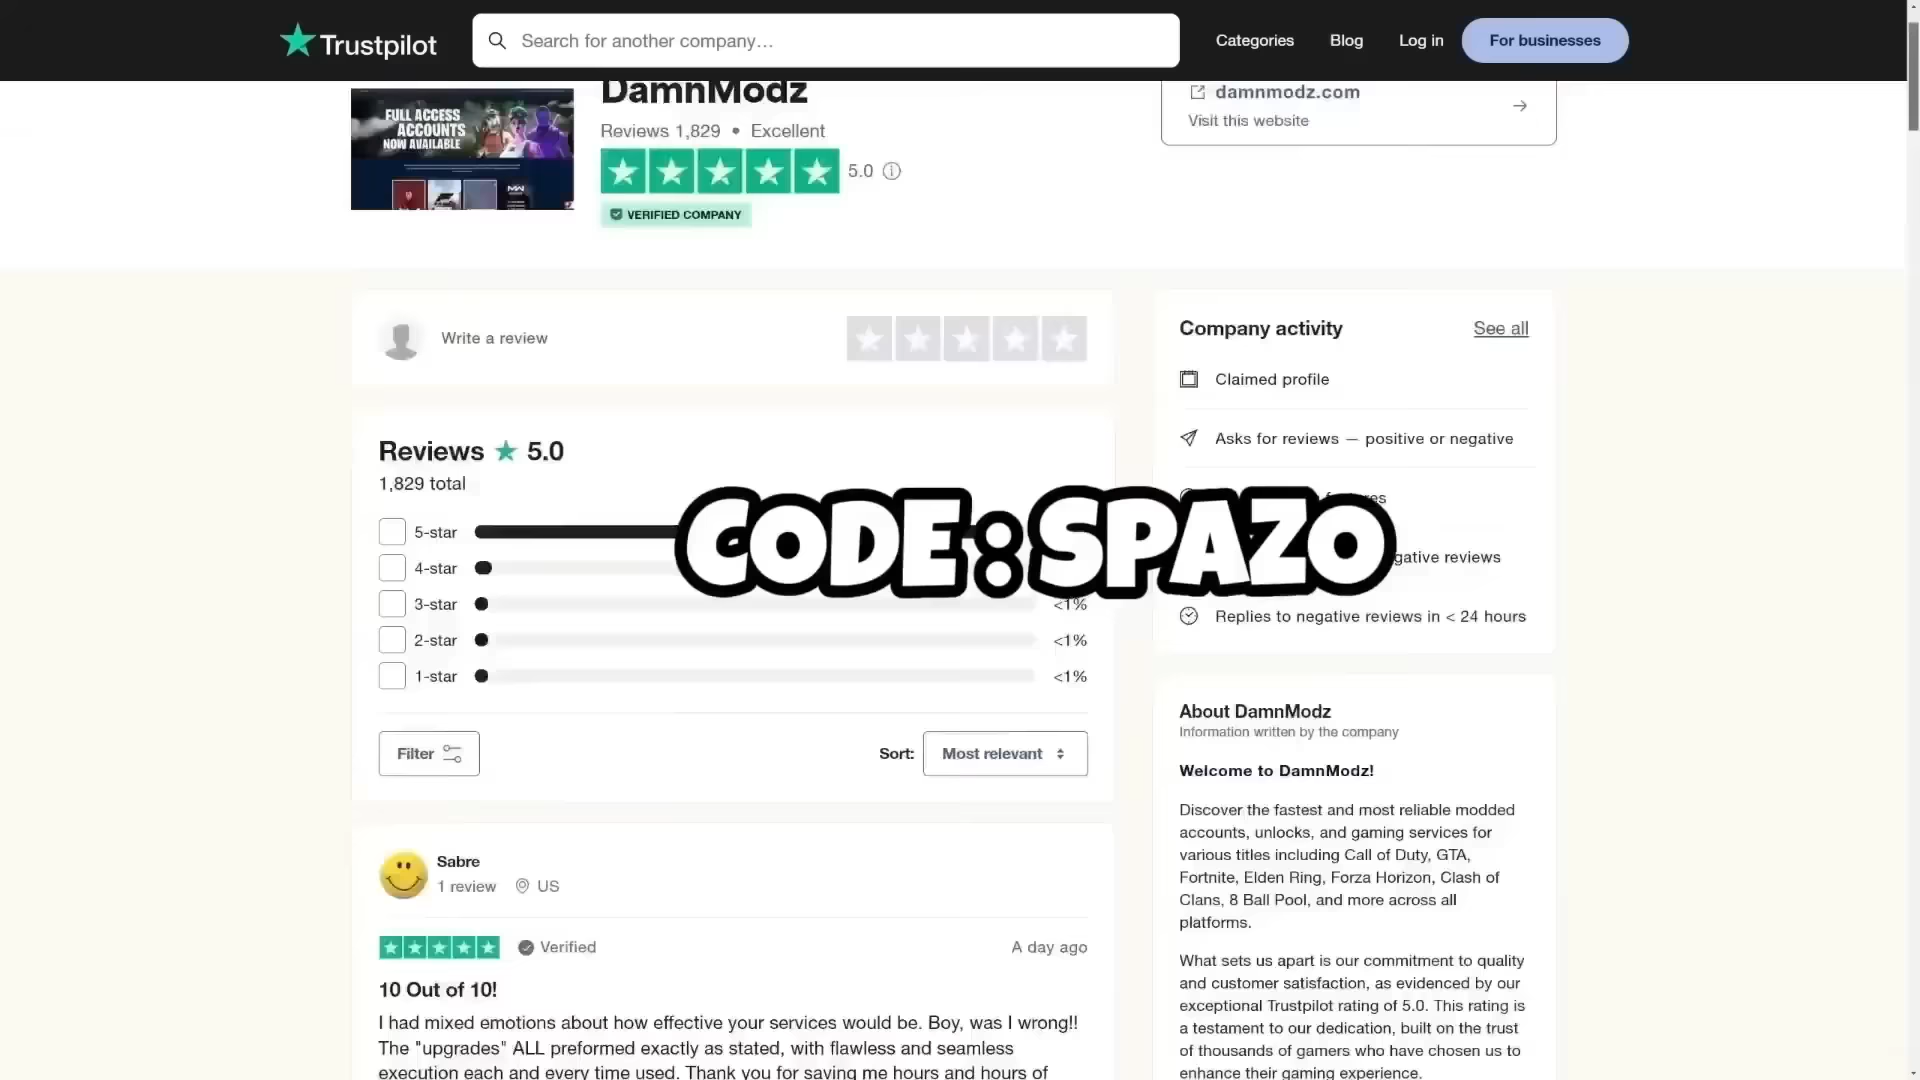 Trustpilot
Search for another company…
Categories
Blog
Log in
For businesses
FULL ACCESS
ACCOUNTS
NOW AVAILABLE
MW
DamnModz
Reviews 1,829 • Excellent
5.0
VERIFIED COMPANY
damnmodz.com
Visit this website
Write a review
Reviews ★ 5.0
1,829 total
5-star
4-star
3-star
<1%
2-star
<1%
1-star
<1%
CODE:SPAZO
Filter
Sort:
Most relevant
Sabre
1 review
US
Verified
A day ago
10 Out of 10!
I had mixed emotions about how effective your services would be. Boy, was I wrong!!
The "upgrades" ALL preformed exactly as stated, with flawless and seamless
execution each and every time used. Thank you for saving me hours and hours of
Company activity
See all
Claimed profile
Asks for reviews — positive or negative
gative reviews
Replies to negative reviews in < 24 hours
About DamnModz
Information written by the company
Welcome to DamnModz!
Discover the fastest and most reliable modded
accounts, unlocks, and gaming services for
various titles including Call of Duty, GTA,
Fortnite, Elden Ring, Forza Horizon, Clash of
Clans, 8 Ball Pool, and more across all
platforms.
What sets us apart is our commitment to quality
and customer satisfaction, as evidenced by our
exceptional Trustpilot rating of 5.0. This rating is
a testament to our dedication, built on the trust
of thousands of gamers who have chosen us to
enhance their gaming experience.